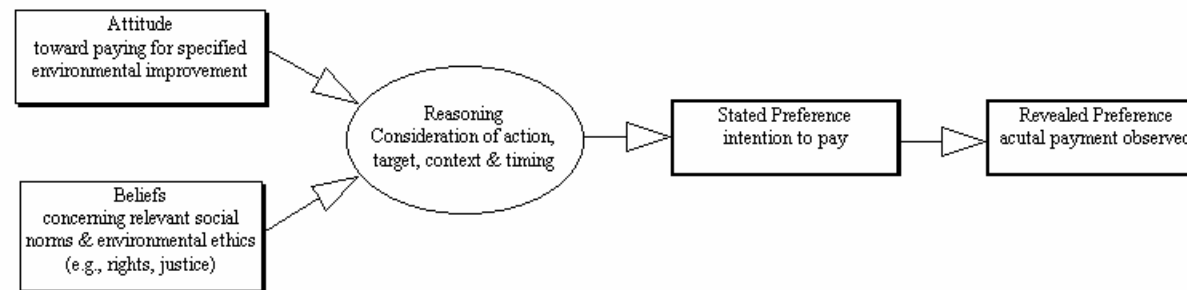 Attitude
toward paying for specified
environmental improvement
Beliefs
concerning relevant social
norms & environmental ethics
(e.g., rights, justice)
Reasoning
Consideration of action,
target, context & timing
Stated Preference
intention to pay
Revealed Preference
acutal payment observed